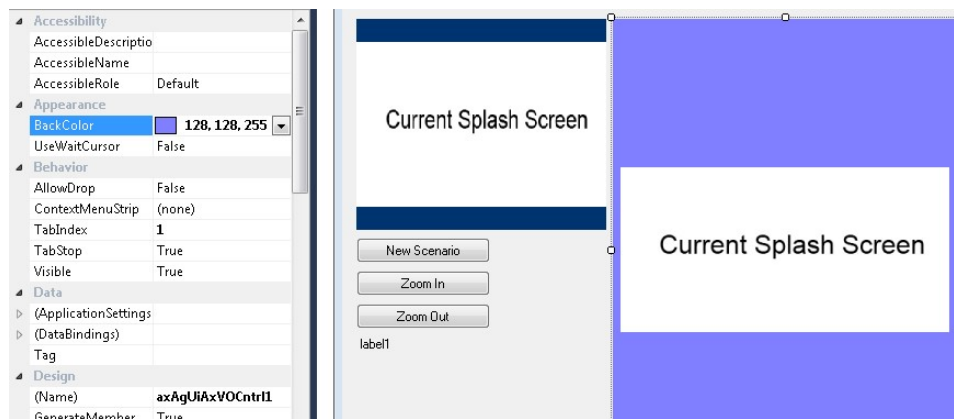 Accessibility
AccessibleDescriptio
AccessibleName
AccessibleRole Default
Appearance
BackColor 128, 128, 255
UseWaitCursor False
Behavior
AllowDrop False
ContextMenuStrip (none)
TabIndex 1
TabStop True
Visible True
Data
(ApplicationSettings
(DataBindings)
Tag
Design
(Name) axAgUiAxVOCntrl1
GenerateMember True
Current Splash Screen
New Scenario
Zoom In
Zoom Out
label1
Current Splash Screen